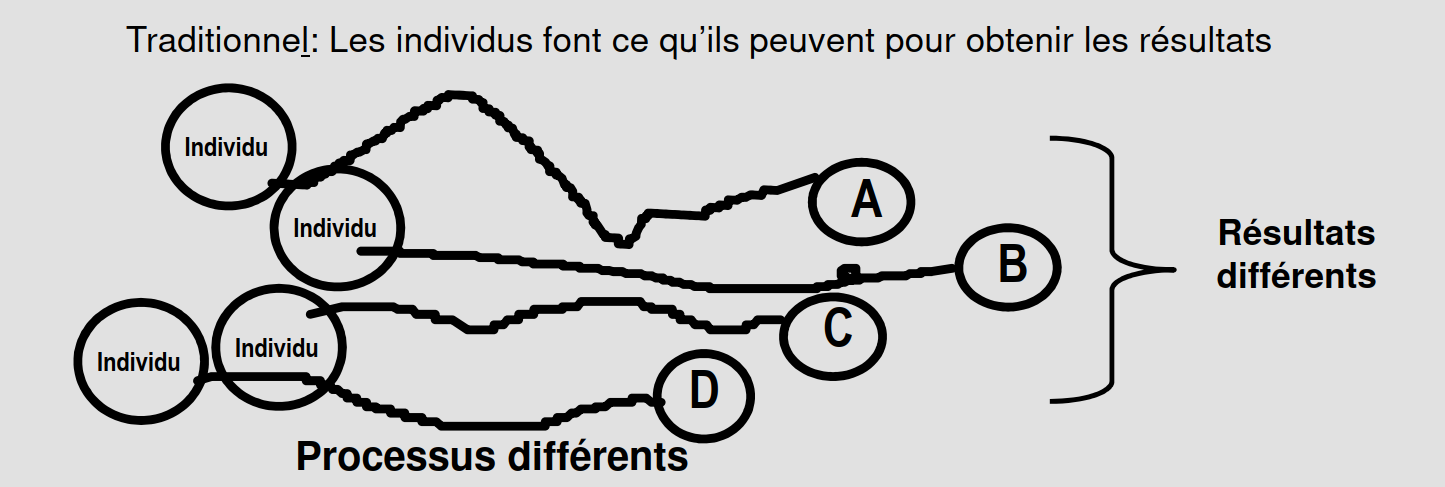 Traditionnel: Les individus font ce qu'ils peuvent pour obtenir les résultats
Individu
Individu
A
Résultats
différents
B
Individu
Individu
C
D
Processus différents